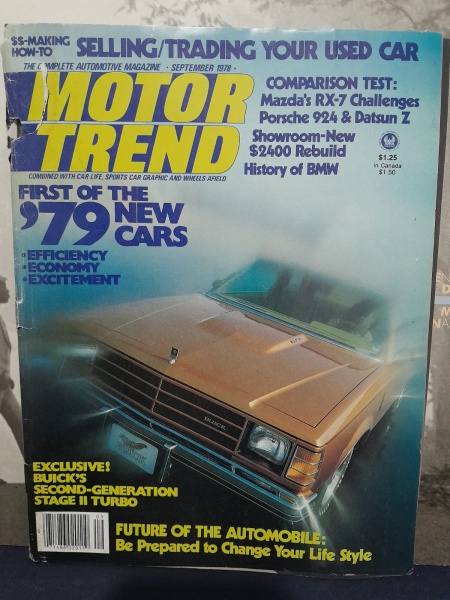 $$-MAKING
HOW-TO
SELLING/TRADING YOUR USED CAR
THE COMPLETE AUTOMOTIVE MAGAZINE · SEPTEMBER 1978 ·
MOTOR
TREND
COMBINED WITH CAR LIFE, SPORTS CAR GRAPHIC AND WHEELS AFIELD
COMPARISON TEST:
Mazda's RX-7 Challenges
Porsche 924 & Datsun Z
Showroom-New
$2400 Rebuild
History of BMW
$1.25
in Canada
$1.50
FIRST OF THE
'79 NEW
CARS
• EFFICIENCY
• ECONOMY
• EXCITEMENT
BUICK
EXCLUSIVE!
BUICK'S
SECOND-GENERATION
STAGE II TURBO
FUTURE OF THE AUTOMOBILE:
Be Prepared to Change Your Life Style